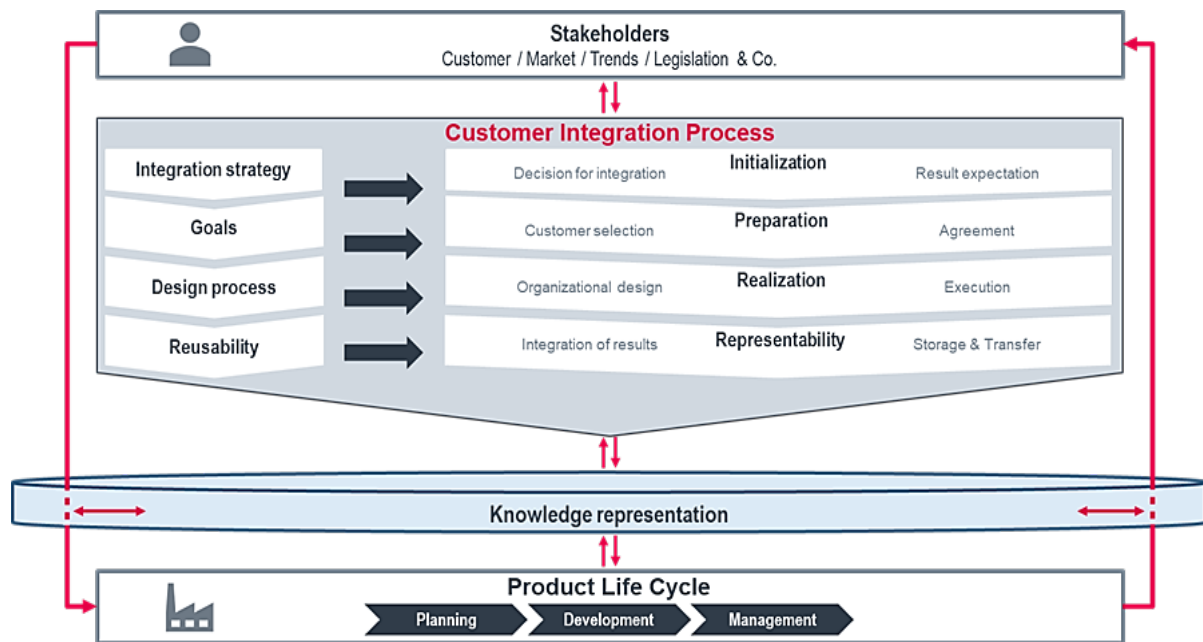 Stakeholders
Customer / Market / Trends / Legislation & Co.
Customer Integration Process
Integration strategy
Decision for integration
Initialization
Result expectation
Goals
Customer selection
Preparation
Agreement
Design process
Organizational design
Realization
Execution
Reusability
Integration of results
Representability
Storage & Transfer
Knowledge representation
Product Life Cycle
Planning
Development
Management